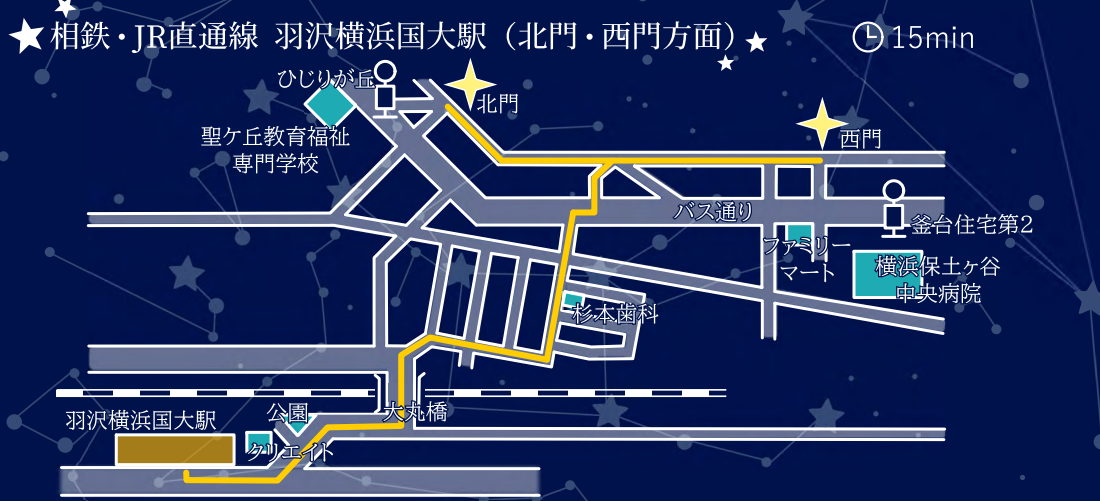 相鉄・JR直通線 羽沢横浜国大駅（北門・西門方面）
15min
ひじりが丘
北門
聖ケ丘教育福祉
専門学校
西門
バス通り
釜台住宅第2
ファミリー
マート
横浜保土ヶ谷
中央病院
杉本歯科
羽沢横浜国大駅
公園
大丸橋
クリエイト